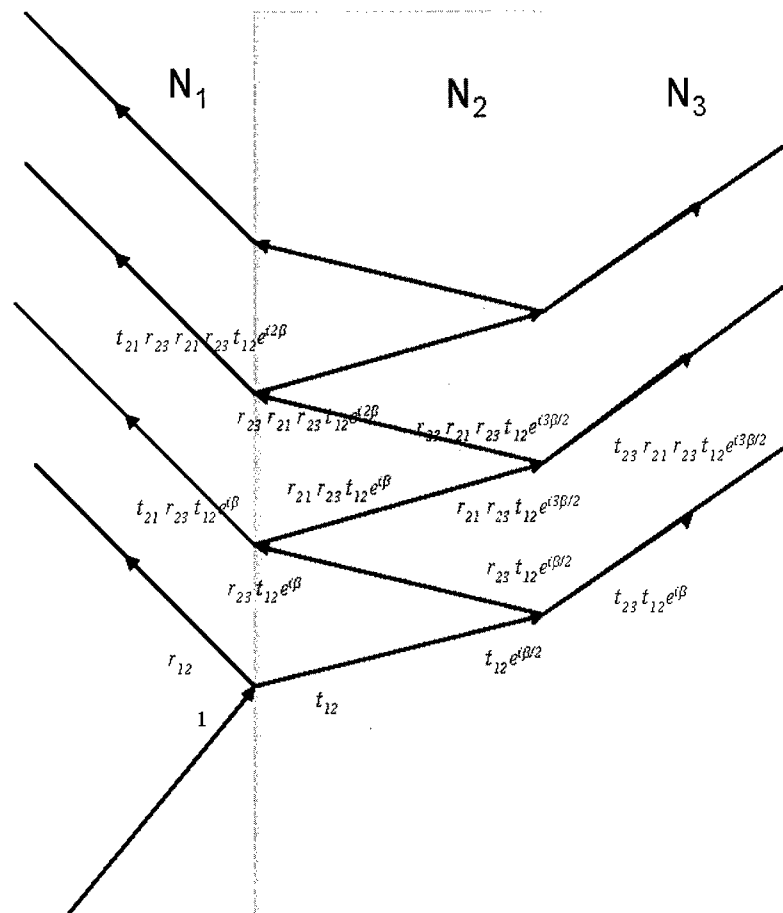 N₁ N₂ N₃
t₂₁ r₂₃ r₂₁ r₂₃ t₁₂e^{i2β}
r₂₃ r₂₁ r₂₃ t₁₂e^{i2β}
r₂₃ r₂₁ r₂₃ t₁₂e^{i3β/2}
t₂₃ r₂₁ r₂₃ t₁₂e^{i3β/2}
t₂₁ r₂₃ t₁₂e^{iβ}
r₂₁ r₂₃ t₁₂e^{iβ}
r₂₁ r₂₃ t₁₂e^{i3β/2}
r₂₃ t₁₂e^{iβ}
r₂₃ t₁₂e^{iβ/2}
t₂₃ t₁₂e^{iβ}
r₁₂
t₁₂e^{iβ/2}
1
t₁₂